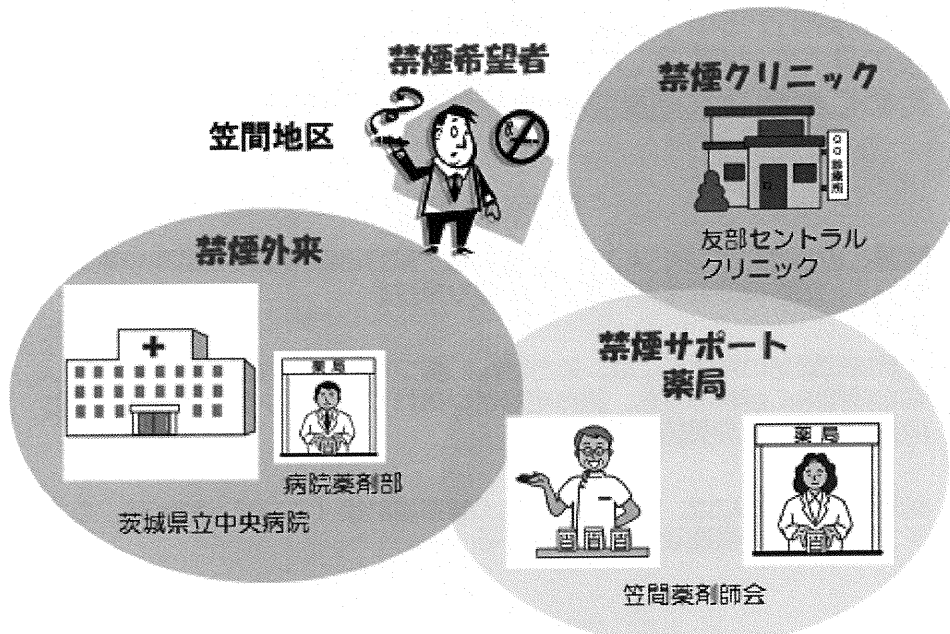 禁煙希望者
笠間地区
禁煙クリニック
○○診療所
友部セントラル
クリニック
禁煙外来
薬局
病院薬剤部
茨城県立中央病院
禁煙サポート
薬局
薬局
笠間薬剤師会